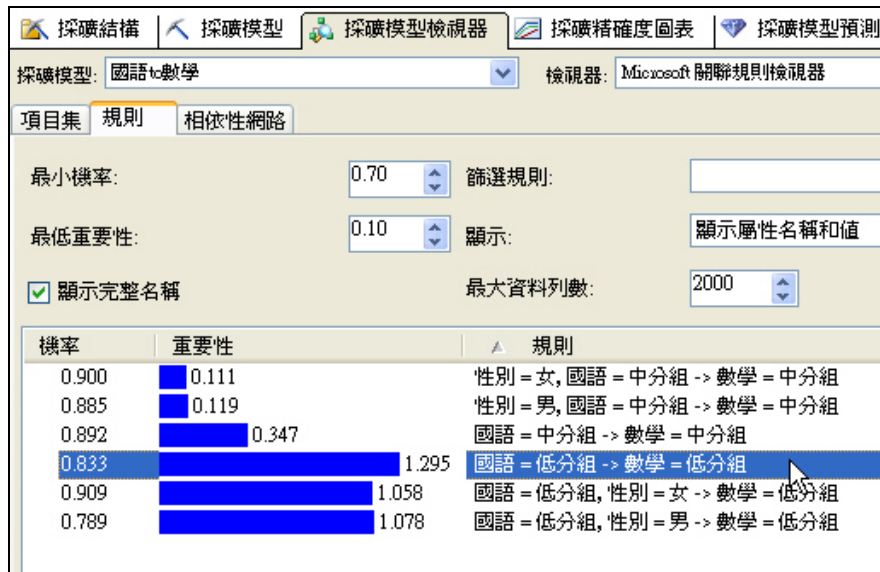 採礦結構 採礦模型 採礦模型檢視器 採礦精確度圖表 採礦模型預測
採礦模型: 國語to數學 檢視器: Microsoft 關聯規則檢視器
項目集 規則 相依性網路
最小機率: 0.70 篩選規則:
最低重要性: 0.10 顯示: 顯示屬性名稱和值
顯示完整名稱 最大資料列數: 2000
機率 重要性 規則
0.900 0.111 性別 = 女, 國語 = 中分組 -> 數學 = 中分組
0.885 0.119 性別 = 男, 國語 = 中分組 -> 數學 = 中分組
0.892 0.347 國語 = 中分組 -> 數學 = 中分組
0.833 1.295 國語 = 低分組 -> 數學 = 低分組
0.909 1.058 國語 = 低分組, 性別 = 女 -> 數學 = 低分組
0.789 1.078 國語 = 低分組, 性別 = 男 -> 數學 = 低分組